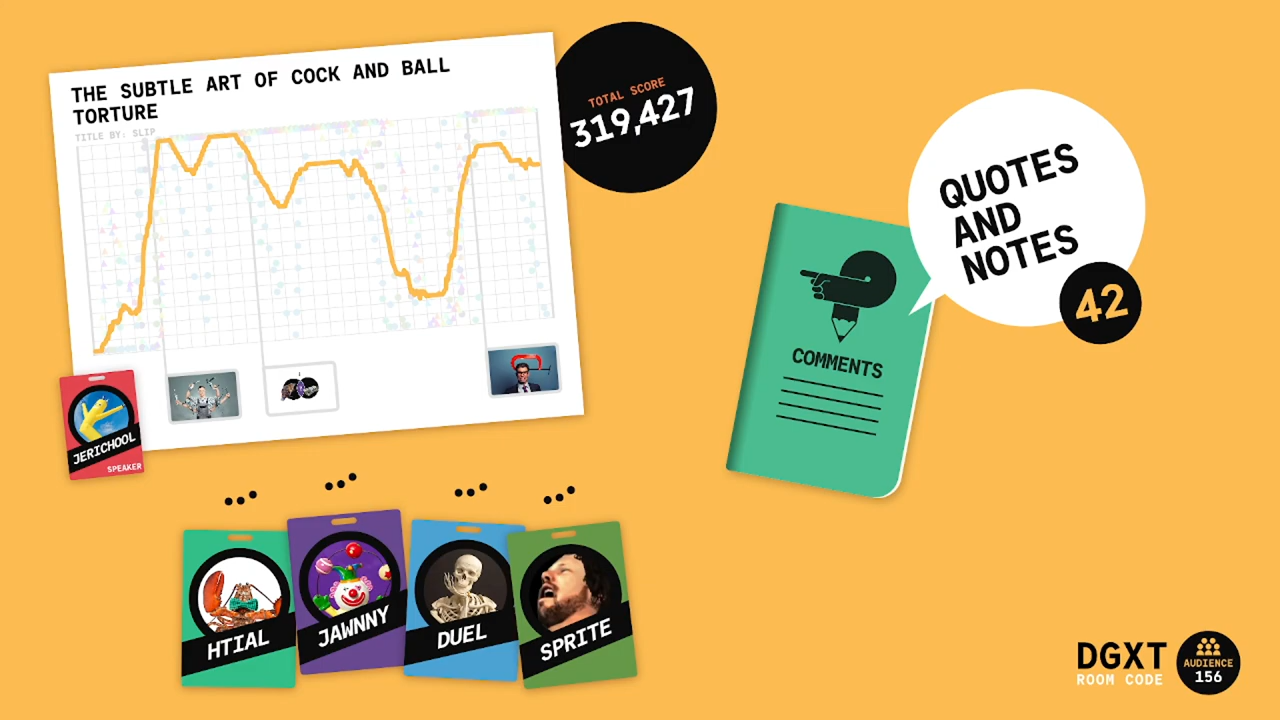 THE SUBTLE ART OF COCK AND BALL
TORTURE
TITLE BY: SLIP
TOTAL SCORE
319,427
QUOTES
AND
NOTES
42
COMMENTS
JERICHOOL
SPEAKER
HTIAL
JAWNNY
DUEL
SPRITE
DGXT
ROOM CODE
AUDIENCE
156